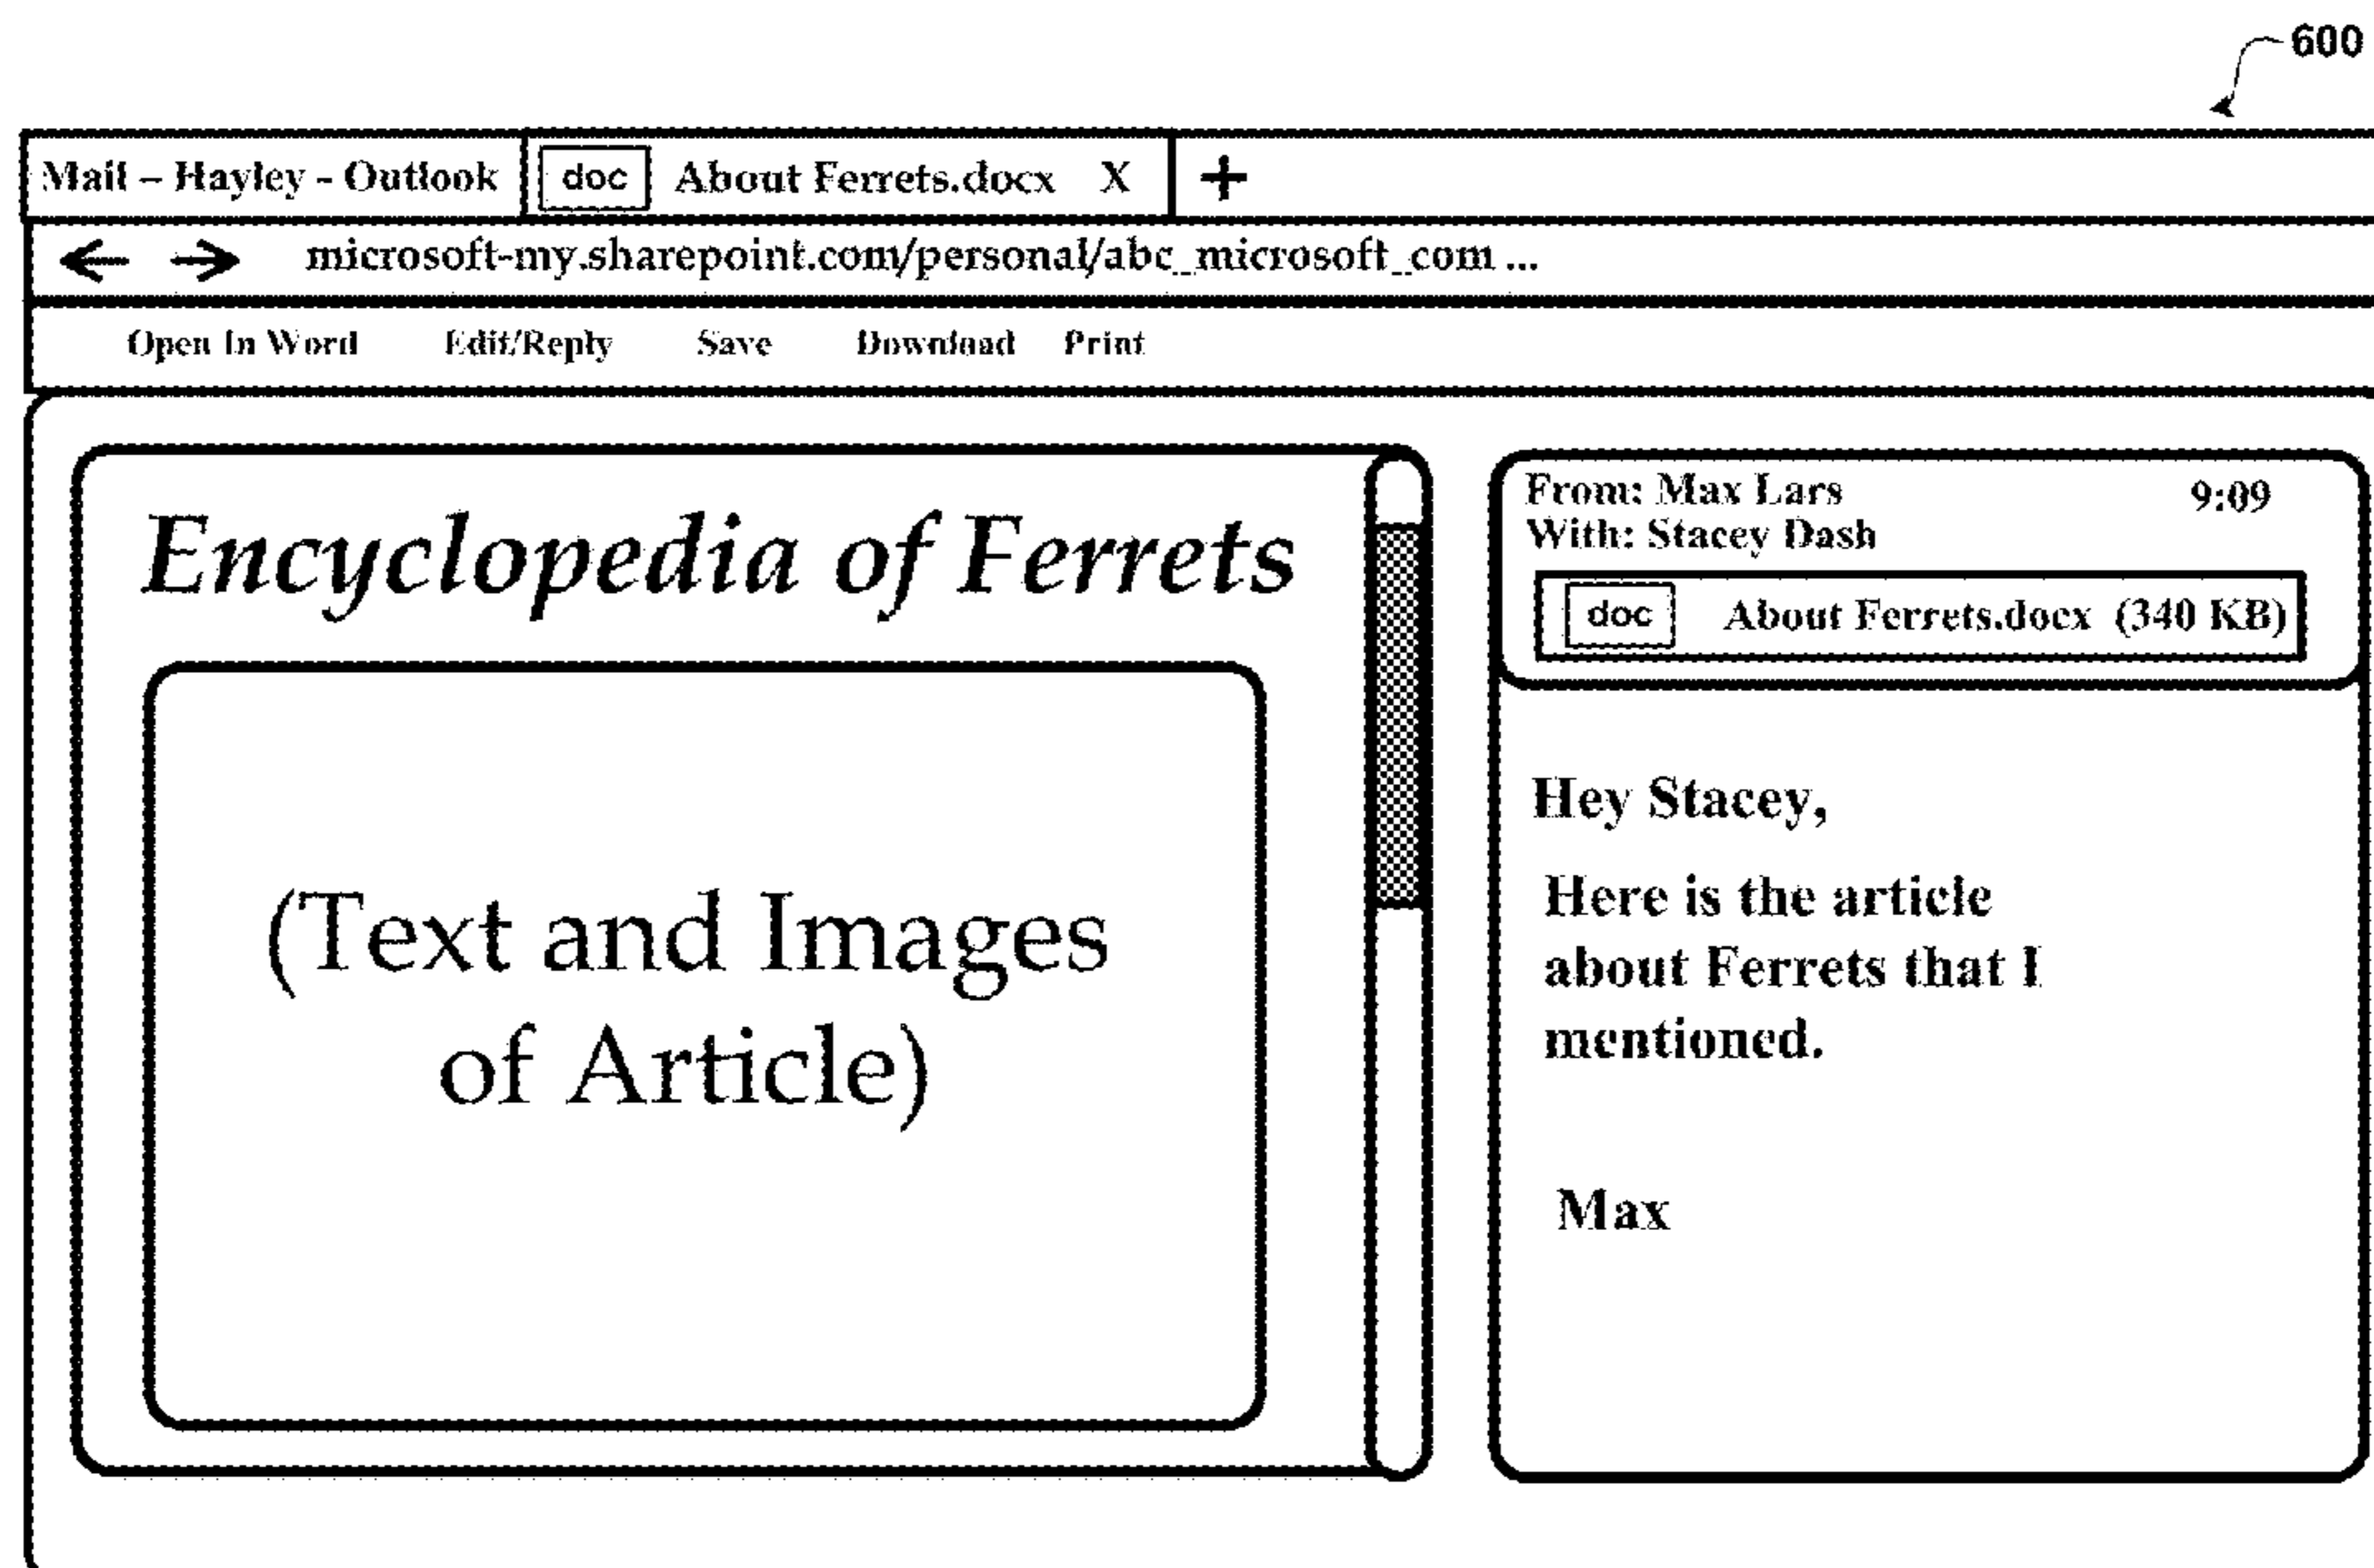 600
Mail – Hayley - Outlook doc About Ferrets.docx X +
microsoft-my.sharepoint.com/personal/abc_microsoft_com ...
Open In Word Edit/Reply Save Download Print
Encyclopedia of Ferrets
(Text and Images
of Article)
From: Max Lars 9:09
With: Stacey Dash
doc About Ferrets.docx (340 KB)
Hey Stacey,
Here is the article
about Ferrets that I
mentioned.
Max